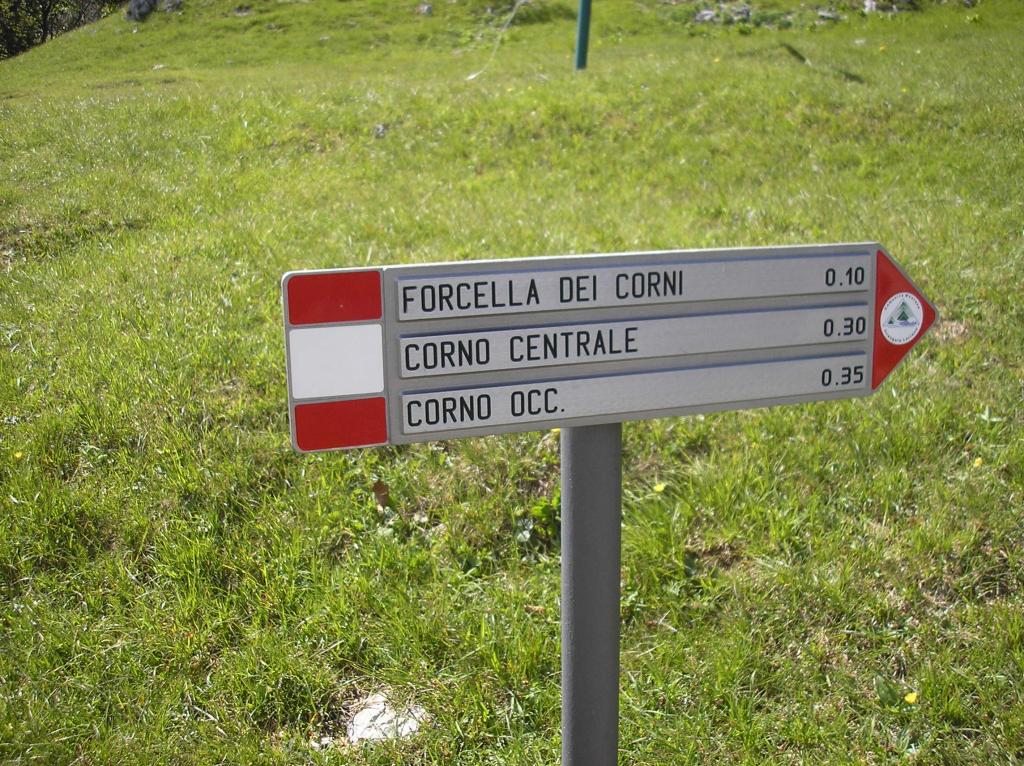 FORCELLA DEI CORNI 0.10
CORNO CENTRALE 0.30
CORNO OCC. 0.35